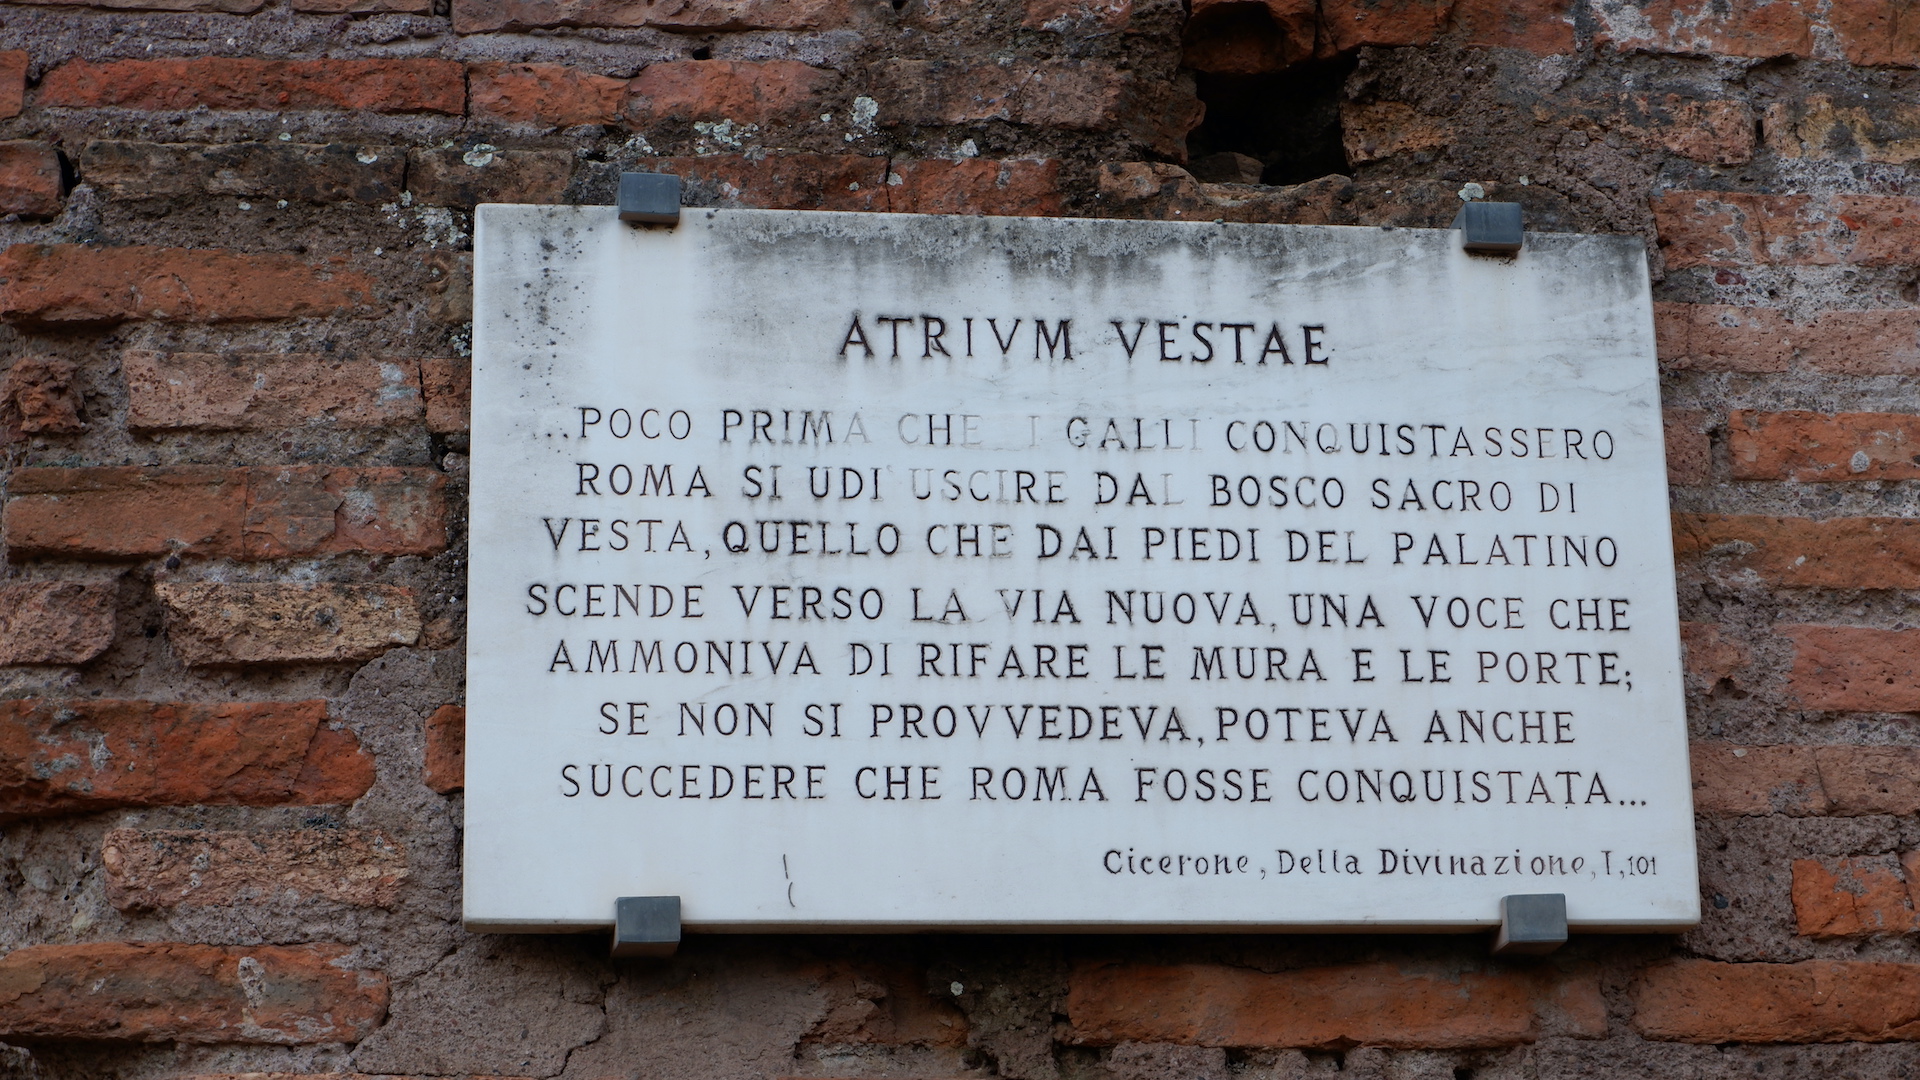 ATRIVM VESTAE
...POCO PRIMA CHE I GALLI CONQUISTASSERO
ROMA SI UDI' USCIRE DAL BOSCO SACRO DI
VESTA, QUELLO CHE DAI PIEDI DEL PALATINO
SCENDE VERSO LA VIA NUOVA, UNA VOCE CHE
AMMONIVA DI RIFARE LE MURA E LE PORTE;
SE NON SI PROVVEDEVA, POTEVA ANCHE
SUCCEDERE CHE ROMA FOSSE CONQUISTATA...
Cicerone, Della Divinazione, I, 101